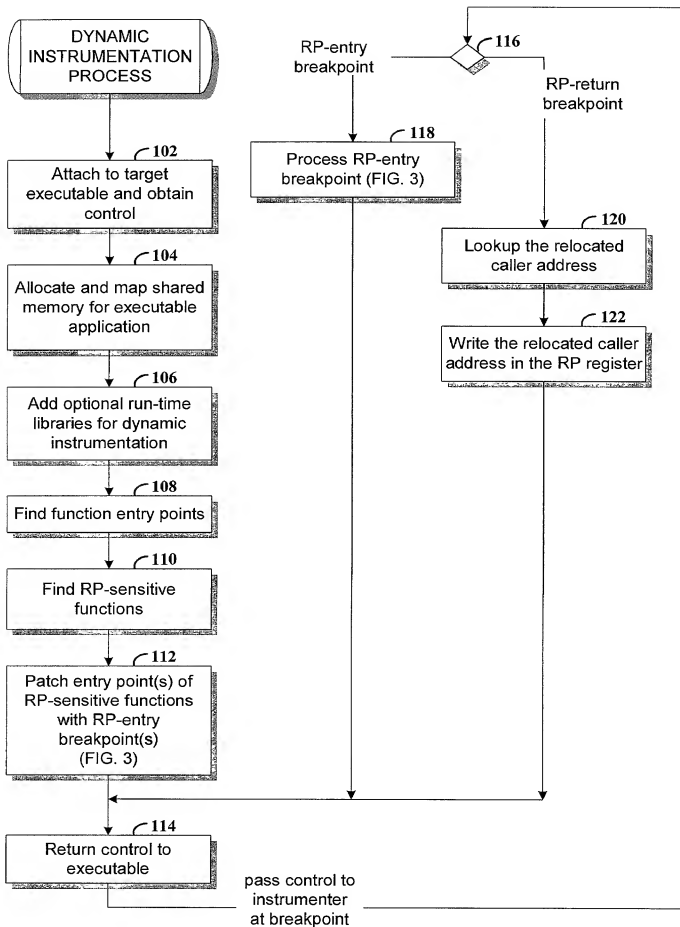 DYNAMIC
INSTRUMENTATION
PROCESS
102
Attach to target
executable and obtain
control
104
Allocate and map shared
memory for executable
application
106
Add optional run-time
libraries for dynamic
instrumentation
108
Find function entry points
110
Find RP-sensitive
functions
112
Patch entry point(s) of
RP-sensitive functions
with RP-entry
breakpoint(s)
(FIG. 3)
114
Return control to
executable
pass control to
instrumenter
at breakpoint
116
RP-entry
breakpoint
RP-return
breakpoint
118
Process RP-entry
breakpoint (FIG. 3)
120
Lookup the relocated
caller address
122
Write the relocated caller
address in the RP register